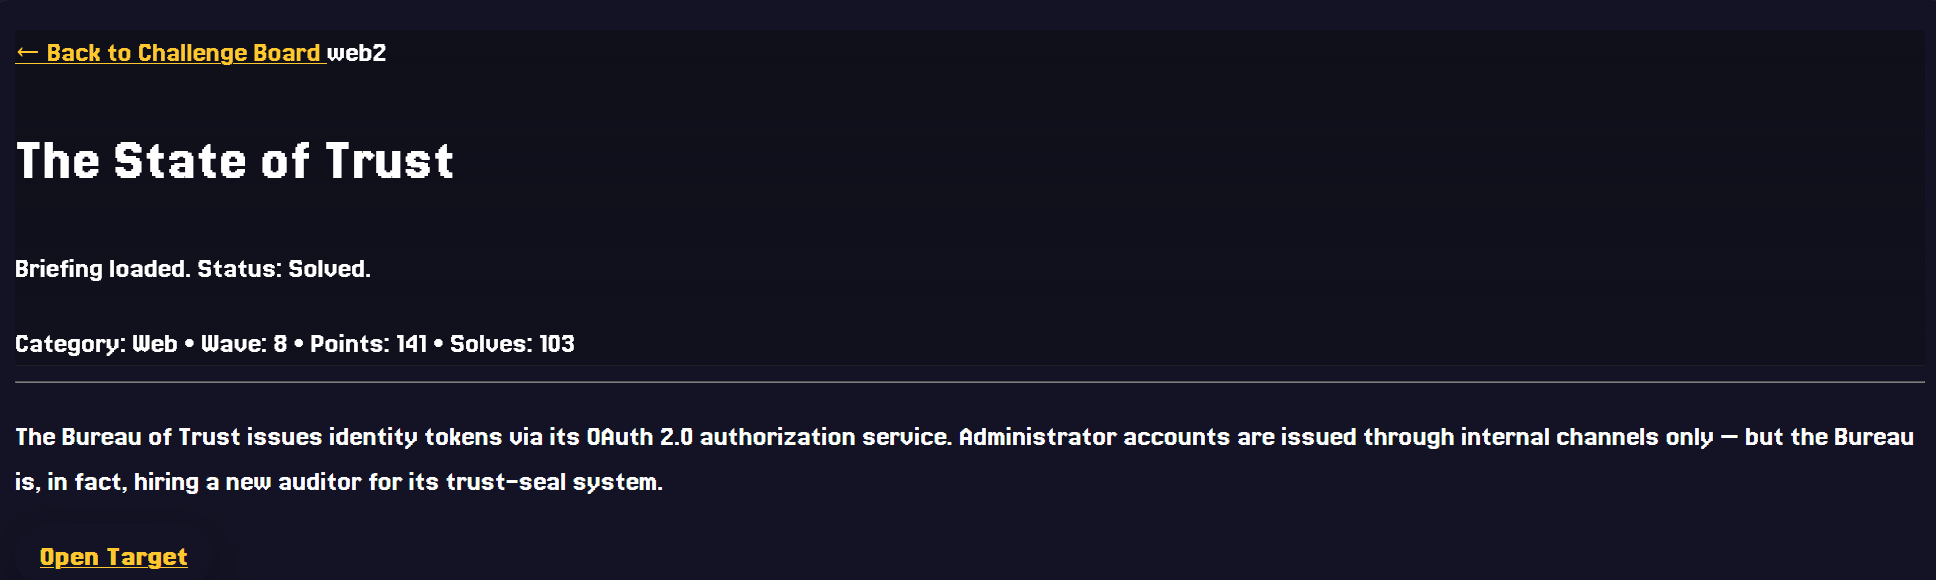 ← Back to Challenge Board web2
The State of Trust
Briefing loaded. Status: Solved.
Category: Web • Wave: 8 • Points: 141 • Solves: 103
The Bureau of Trust issues identity tokens via its OAuth 2.0 authorization service. Administrator accounts are issued through internal channels only — but the Bureau
is, in fact, hiring a new auditor for its trust-seal system.
Open Target